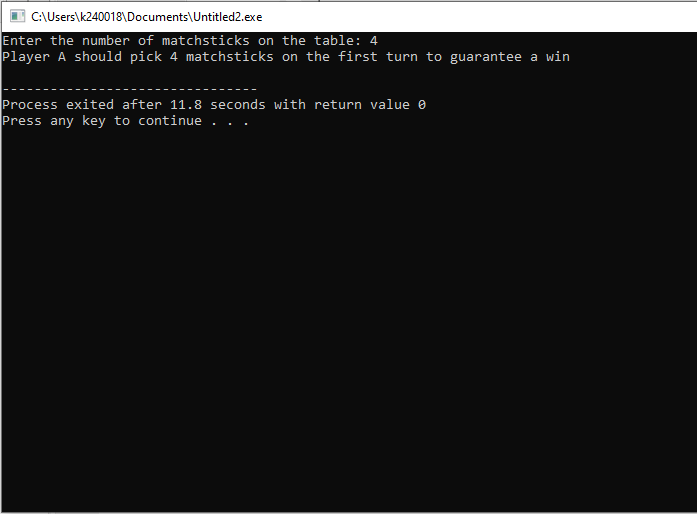 C:\Users\k240018\Documents\Untitled2.exe
Enter the number of matchsticks on the table: 4
Player A should pick 4 matchsticks on the first turn to guarantee a win
--------------------------------
Process exited after 11.8 seconds with return value 0
Press any key to continue . . .